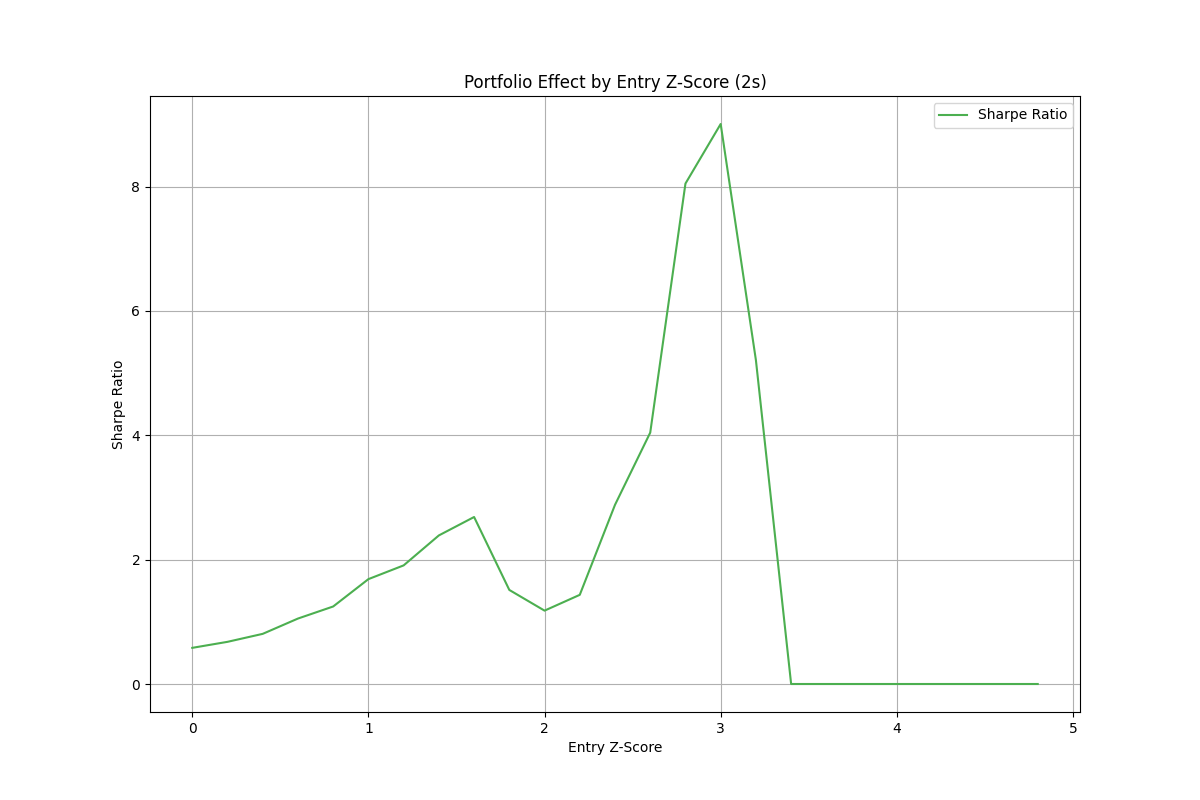 Portfolio Effect by Entry Z-Score (2s)
Sharpe Ratio
8
6
4
2
0
Sharpe Ratio
0 1 2 3 4 5
Entry Z-Score